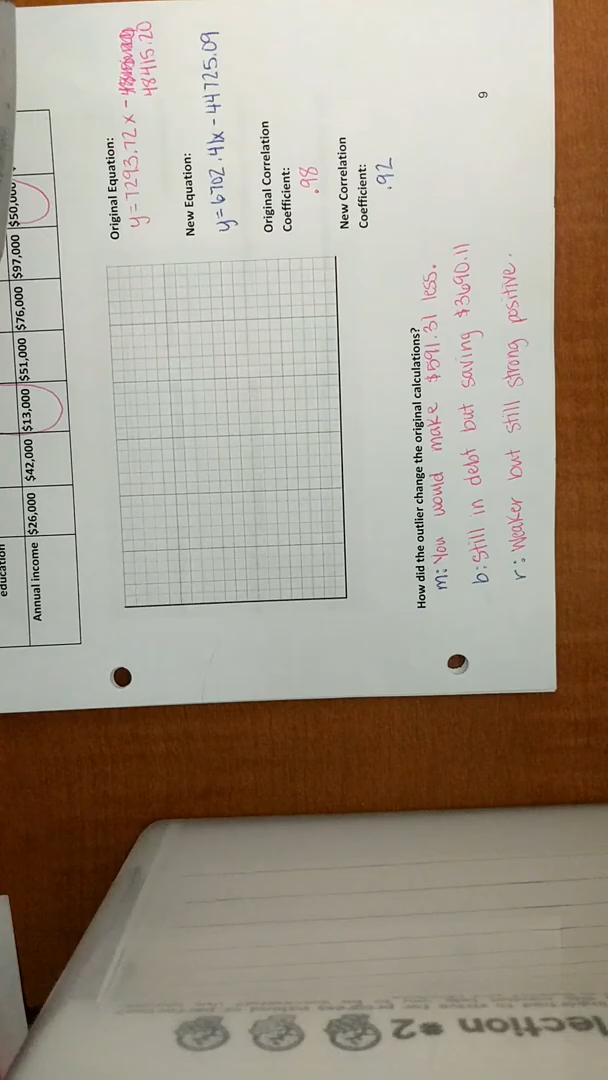 education
Annual income $26,000 $42,000 $13,000 $51,000 $76,000 $97,000 $50,000
Original Equation:
y=7293.72x-
48415.20
New Equation:
y=6702.41x-44725.09
Original Correlation
Coefficient:
.98
New Correlation
Coefficient:
.92
How did the outlier change the original calculations?
m: You would make $591.31 less.
b: Still in debt but saving $3690.11
r: Weaker but still strong positive.
9
lection #2